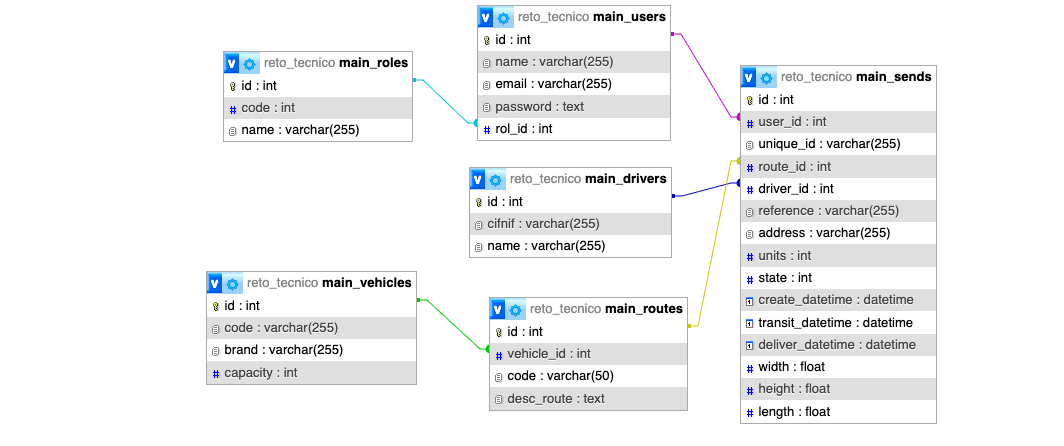 reto_tecnico main_users
id : int
name : varchar(255)
email : varchar(255)
password : text
rol_id : int
reto_tecnico main_roles
id : int
code : int
name : varchar(255)
reto_tecnico main_sends
id : int
user_id : int
unique_id : varchar(255)
route_id : int
driver_id : int
reference : varchar(255)
address : varchar(255)
units : int
state : int
create_datetime : datetime
transit_datetime : datetime
deliver_datetime : datetime
width : float
height : float
length : float
reto_tecnico main_drivers
id : int
cifnif : varchar(255)
name : varchar(255)
reto_tecnico main_vehicles
id : int
code : varchar(255)
brand : varchar(255)
capacity : int
reto_tecnico main_routes
id : int
vehicle_id : int
code : varchar(50)
desc_route : text